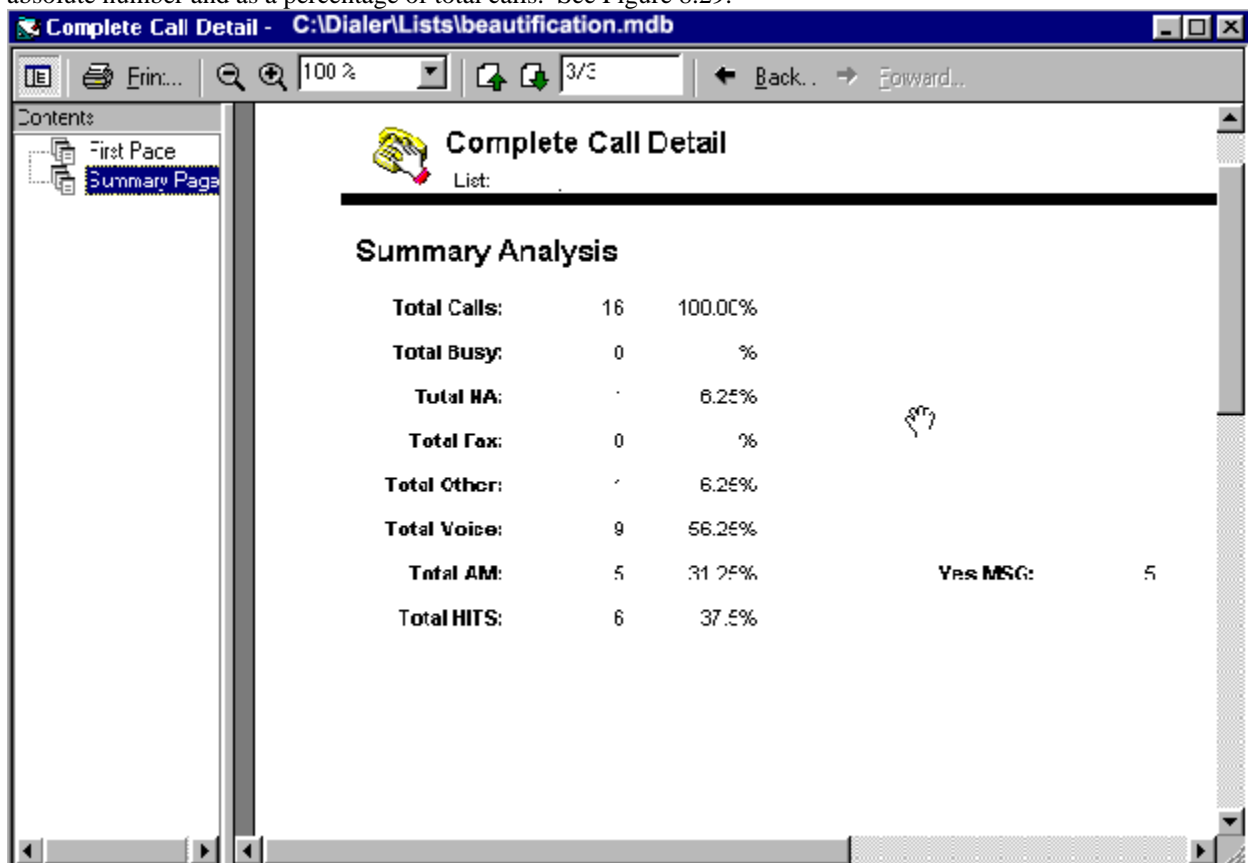 absolute number and as a percentage of total calls. See Figure 8.29.
Complete Call Detail - C:\Dialer\Lists\beautification.mdb
100 % 3/3 Back... Forward...
Contents
First Page
Summary Page
Complete Call Detail
List:
Summary Analysis
Total Calls: 16 100.00%
Total Busy: 0 %
Total NA: 6.25%
Total Fax: 0 %
Total Other: 6.25%
Total Voice: 9 56.25%
Total AM: 5 31.25% Yes MSG: 5
Total HITS: 6 37.5%